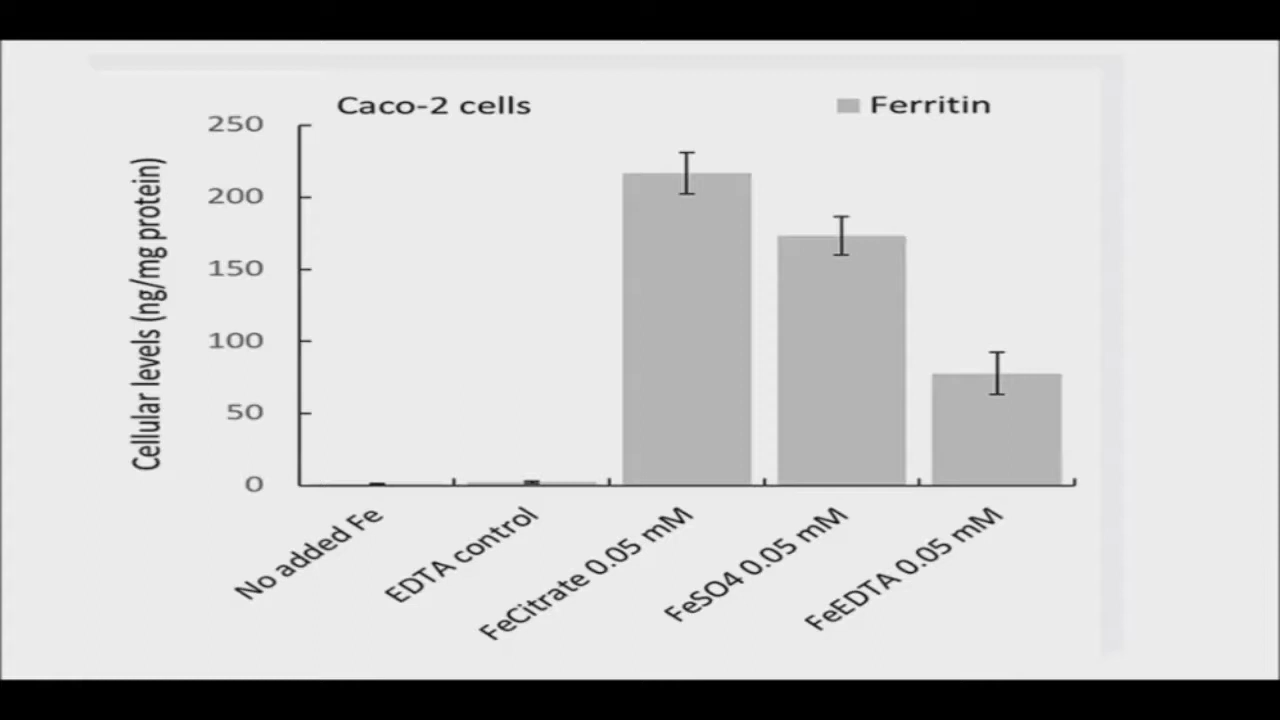 Caco-2 cells
Ferritin
Cellular levels (ng/mg protein)
250
200
150
100
50
0
No added Fe
EDTA control
FeCitrate 0.05 mM
FeSO4 0.05 mM
FeEDTA 0.05 mM